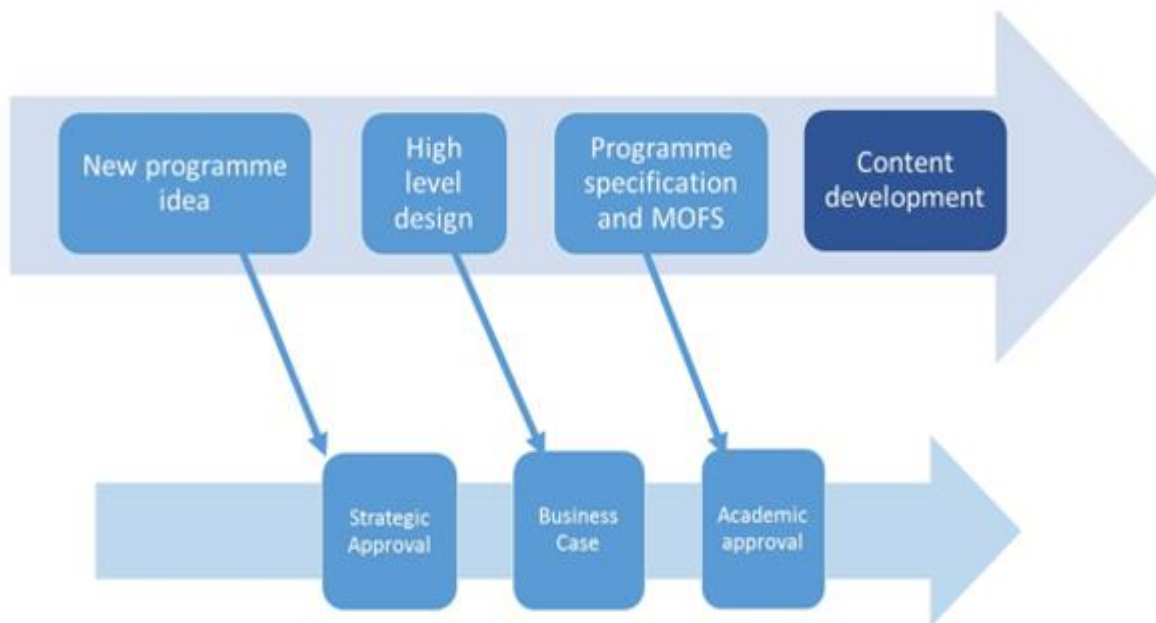 New programme
idea
High
level
design
Programme
specification
and MOFS
Content
development
Strategic
Approval
Business
Case
Academic
approval